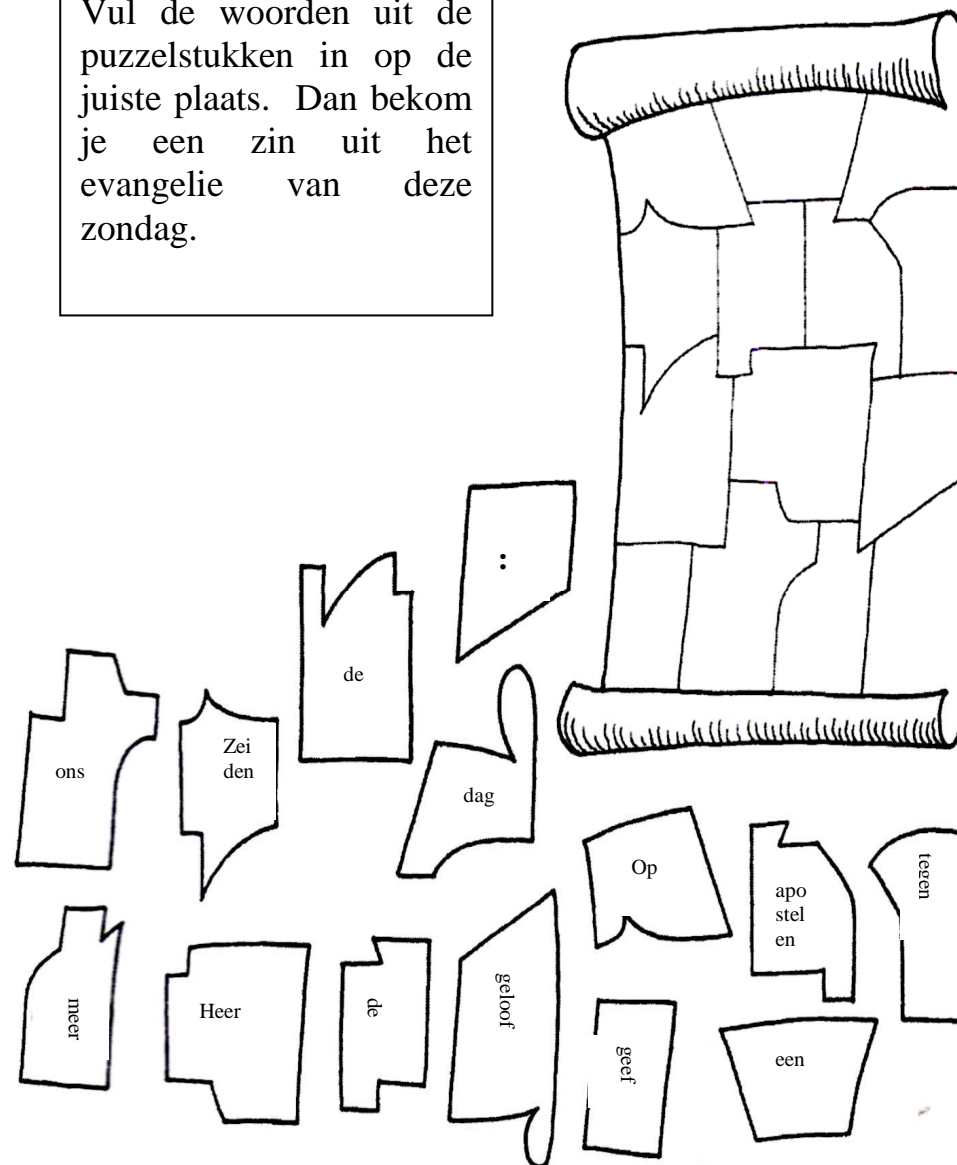 Vul de woorden uit de
puzzelstukken in op de
juiste plaats. Dan bekom
je een zin uit het
evangelie van deze
zondag.
:
de
ons
Zei
den
dag
Op
apo
stel
en
tegen
meer
Heer
de
geloof
geef
een